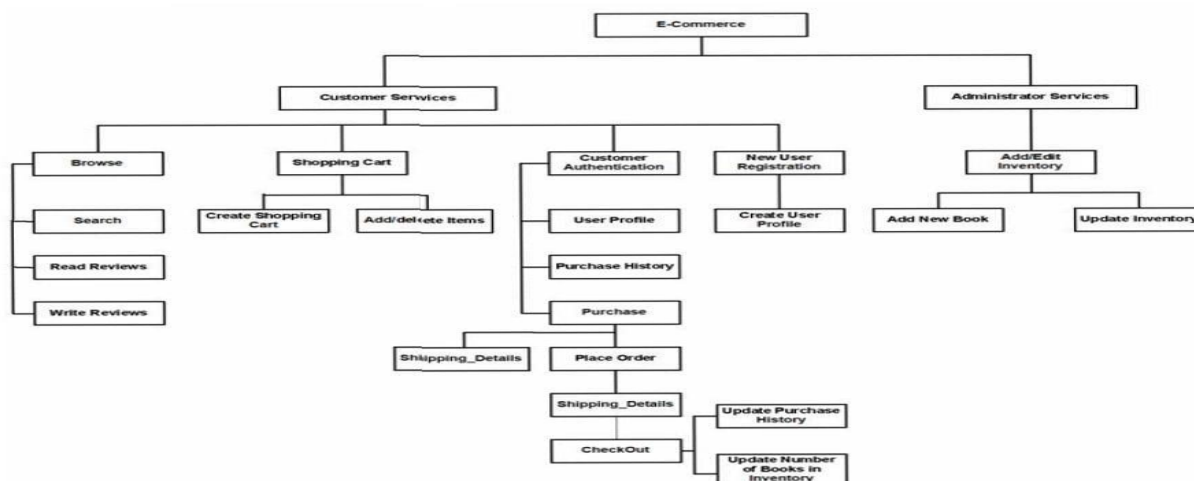 E-Commerce
Customer Services
Administrator Services
Browse
Shopping Cart
Customer
Authentication
New User
Registration
Add/Edit
Inventory
Search
Create Shopping
Cart
Add/delete Items
User Profile
Create User
Profile
Add New Book
Update Inventory
Read Reviews
Purchase History
Write Reviews
Purchase
Shipping_Details
Place Order
Shipping_Details
Update Purchase
History
CheckOut
Update Number
of Books in
Inventory